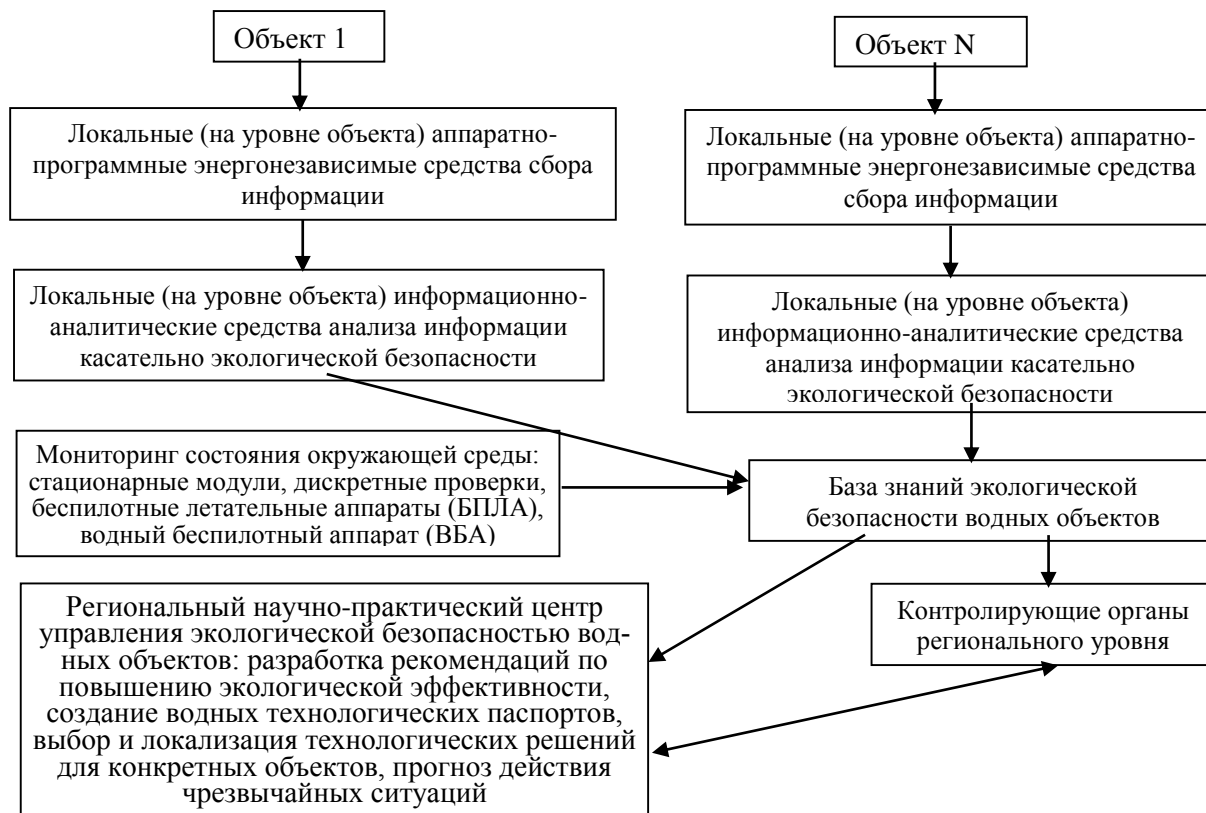 Объект 1
Объект N
Локальные (на уровне объекта) аппаратно-
программные энергонезависимые средства сбора
информации
Локальные (на уровне объекта) аппаратно-
программные энергонезависимые средства
сбора информации
Локальные (на уровне объекта) информационно-
аналитические средства анализа информации
касательно экологической безопасности
Локальные (на уровне объекта)
информационно-аналитические средства
анализа информации касательно
экологической безопасности
Мониторинг состояния окружающей среды:
стационарные модули, дискретные проверки,
беспилотные летательные аппараты (БПЛА),
водный беспилотный аппарат (ВБА)
База знаний экологической
безопасности водных объектов
Региональный научно-практический центр
управления экологической безопасностью вод-
ных объектов: разработка рекомендаций по
повышению экологической эффективности,
создание водных технологических паспортов,
выбор и локализация технологических решений
для конкретных объектов, прогноз действия
чрезвычайных ситуаций
Контролирующие органы
регионального уровня